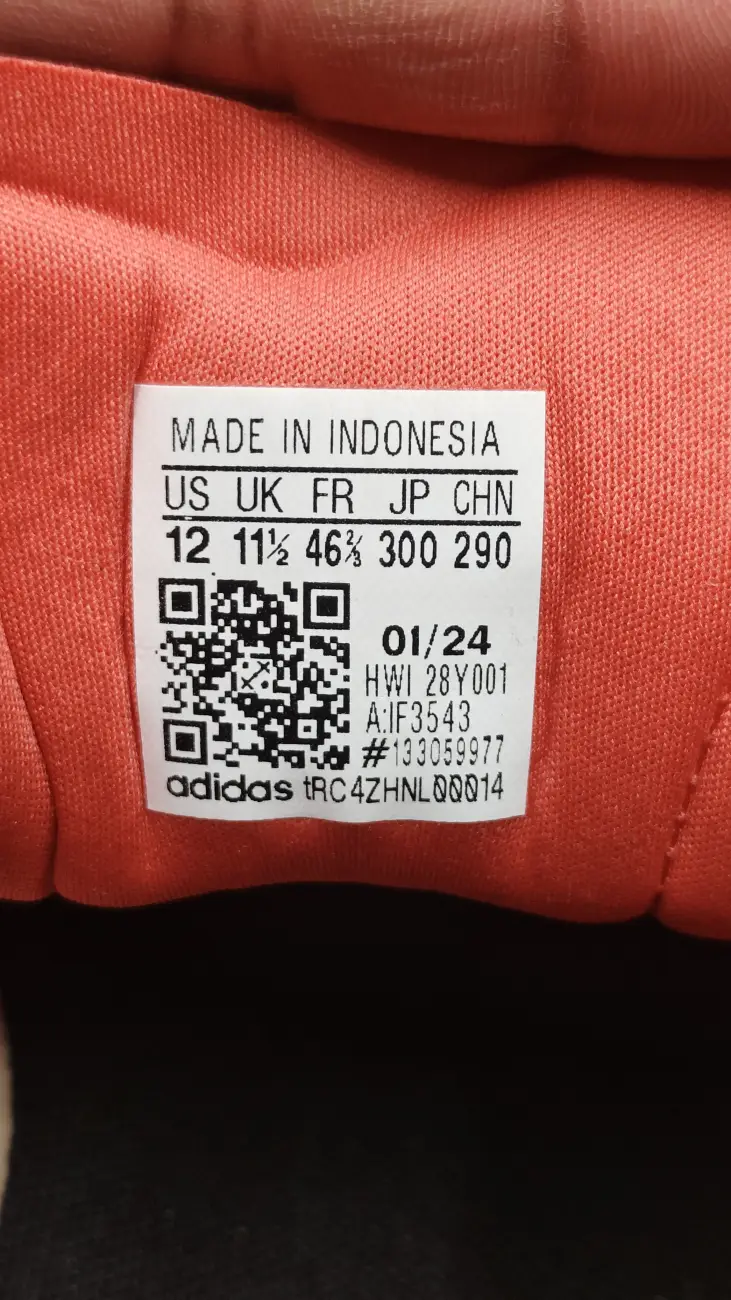 MADE IN INDONESIA
US UK FR JP CHN
12 11½ 46⅔ 300 290
01/24
HWI 28Y001
A:IF3543
#133059977
adidas tRC4ZHNL00014